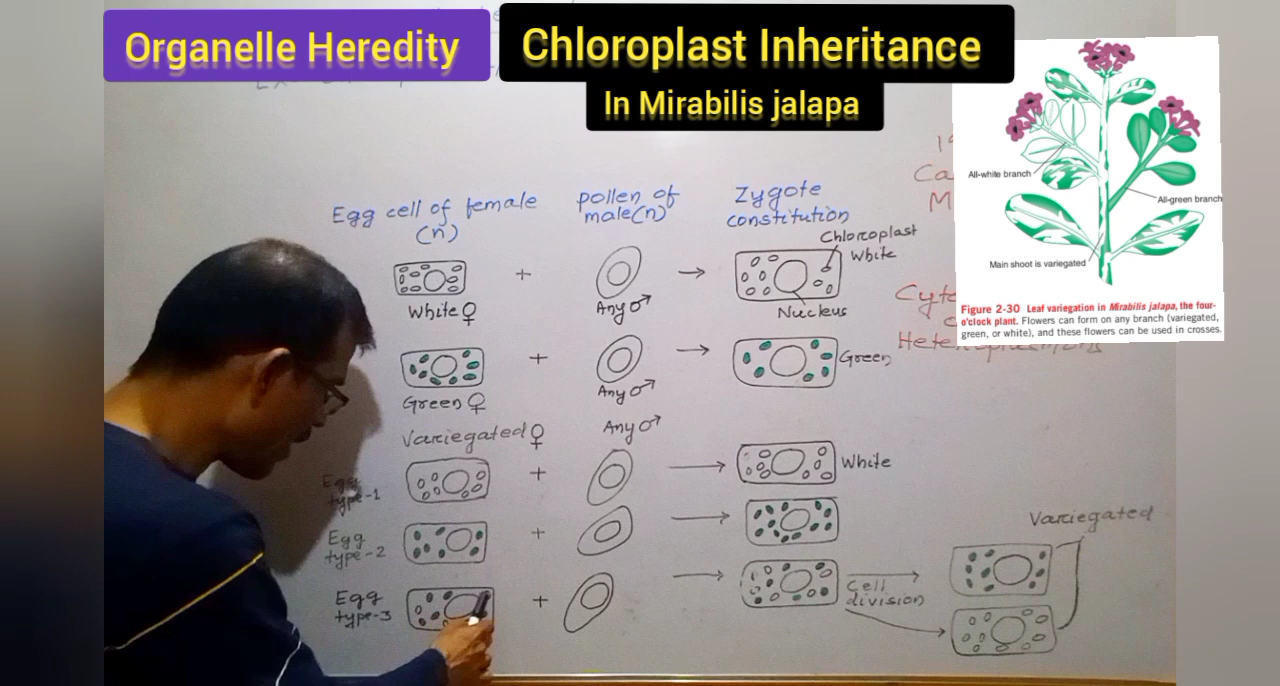 Organelle Heredity
Chloroplast Inheritance
In Mirabilis jalapa
All-white branch
All-green branch
Main shoot is variegated
Figure 2-30 Leaf variegation in Mirabilis jalapa, the four-
o'clock plant. Flowers can form on any branch (variegated,
green, or white), and these flowers can be used in crosses.
Egg cell of female
(n)
pollen of
male(n)
Zygote
constitution
Chloroplast
White
White ♀
+
Any ♂
Nucleus
+
Green
Green ♀
Any ♂
Variegated ♀
Any ♂
Egg
type-1
+
White
Egg
type-2
+
Egg
type-3
+
Cell
division
Variegated